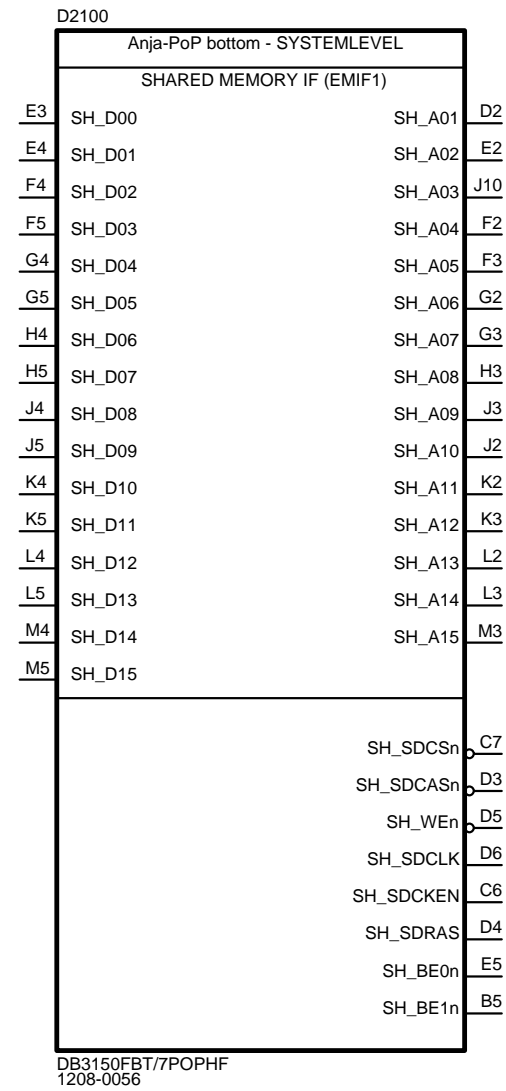 D2100
Anja-PoP bottom - SYSTEMLEVEL
SHARED MEMORY IF (EMIF1)
E3 SH_D00 SH_A01 D2
E4 SH_D01 SH_A02 E2
F4 SH_D02 SH_A03 J10
F5 SH_D03 SH_A04 F2
G4 SH_D04 SH_A05 F3
G5 SH_D05 SH_A06 G2
H4 SH_D06 SH_A07 G3
H5 SH_D07 SH_A08 H3
J4 SH_D08 SH_A09 J3
J5 SH_D09 SH_A10 J2
K4 SH_D10 SH_A11 K2
K5 SH_D11 SH_A12 K3
L4 SH_D12 SH_A13 L2
L5 SH_D13 SH_A14 L3
M4 SH_D14 SH_A15 M3
M5 SH_D15
SH_SDCSn C7
SH_SDCASn D3
SH_WEn D5
SH_SDCLK D6
SH_SDCKEN C6
SH_SDRAS D4
SH_BE0n E5
SH_BE1n B5
DB3150FBT/7POPHF
1208-0056